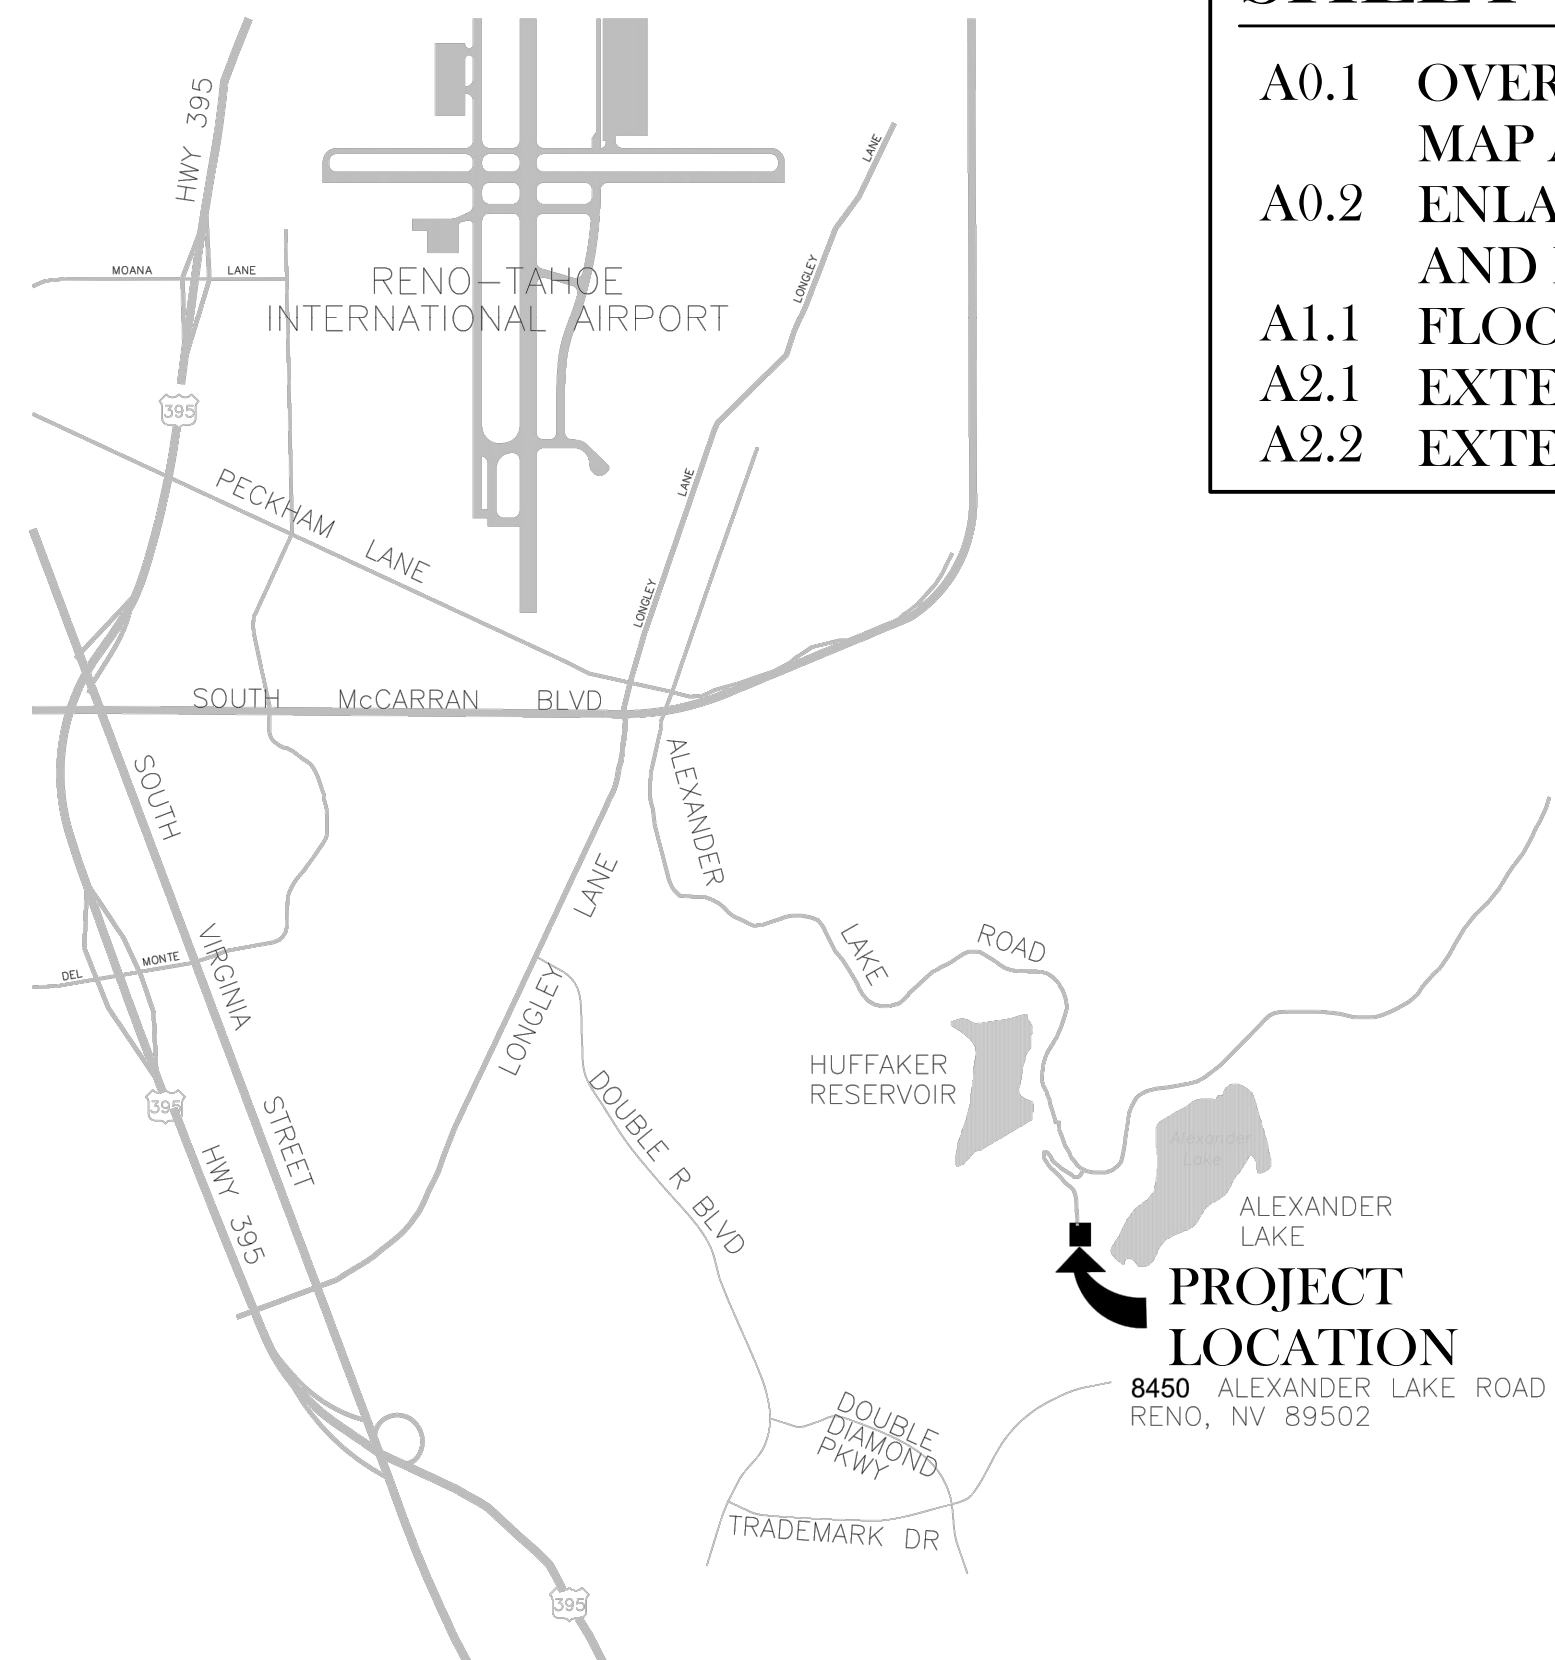 A0.1 OVER
MAP A
A0.2 ENLA
AND
A1.1 FLOO
A2.1 EXTE
A2.2 EXTE
HWY 395
MOANA LANE
RENO-TAHOE
INTERNATIONAL AIRPORT
LONGLEY LANE
395
PECKHAM LANE
LONGLEY LANE
SOUTH McCARRAN BLVD
SOUTH VIRGINIA STREET
ALEXANDER LAKE ROAD
LONGLEY LANE
DEL MONTE
HUFFAKER
RESERVOIR
395
DOUBLE R BLVD
HWY 395
Alexander
Lake
ALEXANDER
LAKE
PROJECT
LOCATION
8450 ALEXANDER LAKE ROAD
RENO, NV 89502
DOUBLE
DIAMOND
PKWY
TRADEMARK DR
395